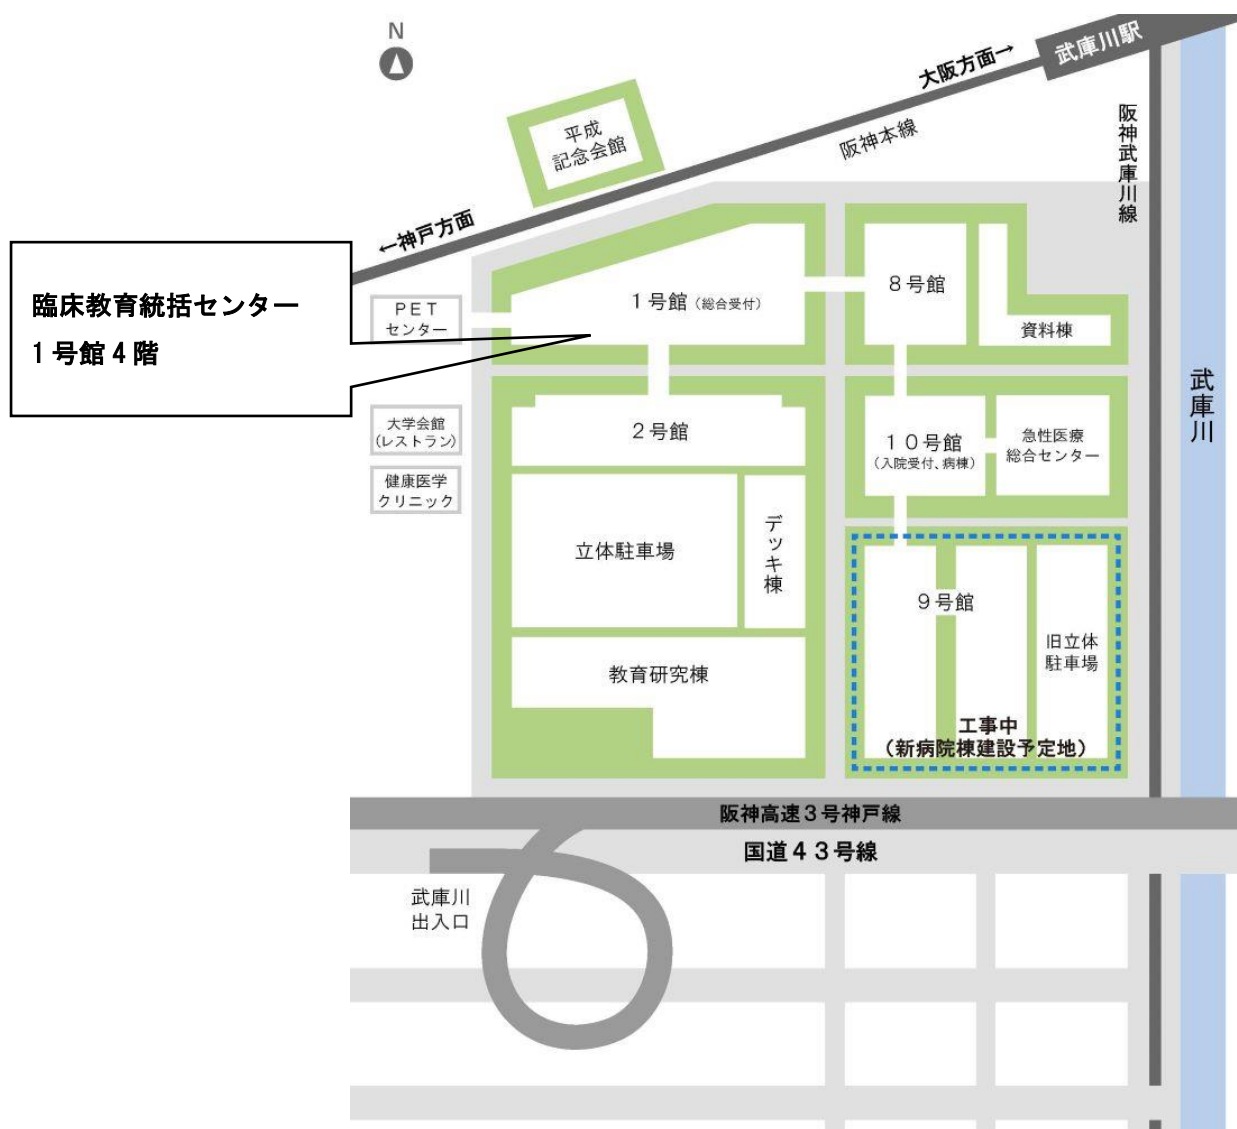 N
武庫川駅
大阪方面→
阪神本線
阪神武庫川線
平成
記念会館
←神戸方面
臨床教育統括センター
1号館4階
PET
センター
1号館(総合受付)
8号館
資料棟
武庫川
大学会館
(レストラン)
2号館
10号館
(入院受付、病棟)
急性医療
総合センター
健康医学
クリニック
立体駐車場
デッキ棟
9号館
旧立体
駐車場
教育研究棟
工事中
(新病院棟建設予定地)
阪神高速3号神戸線
国道43号線
武庫川
出入口